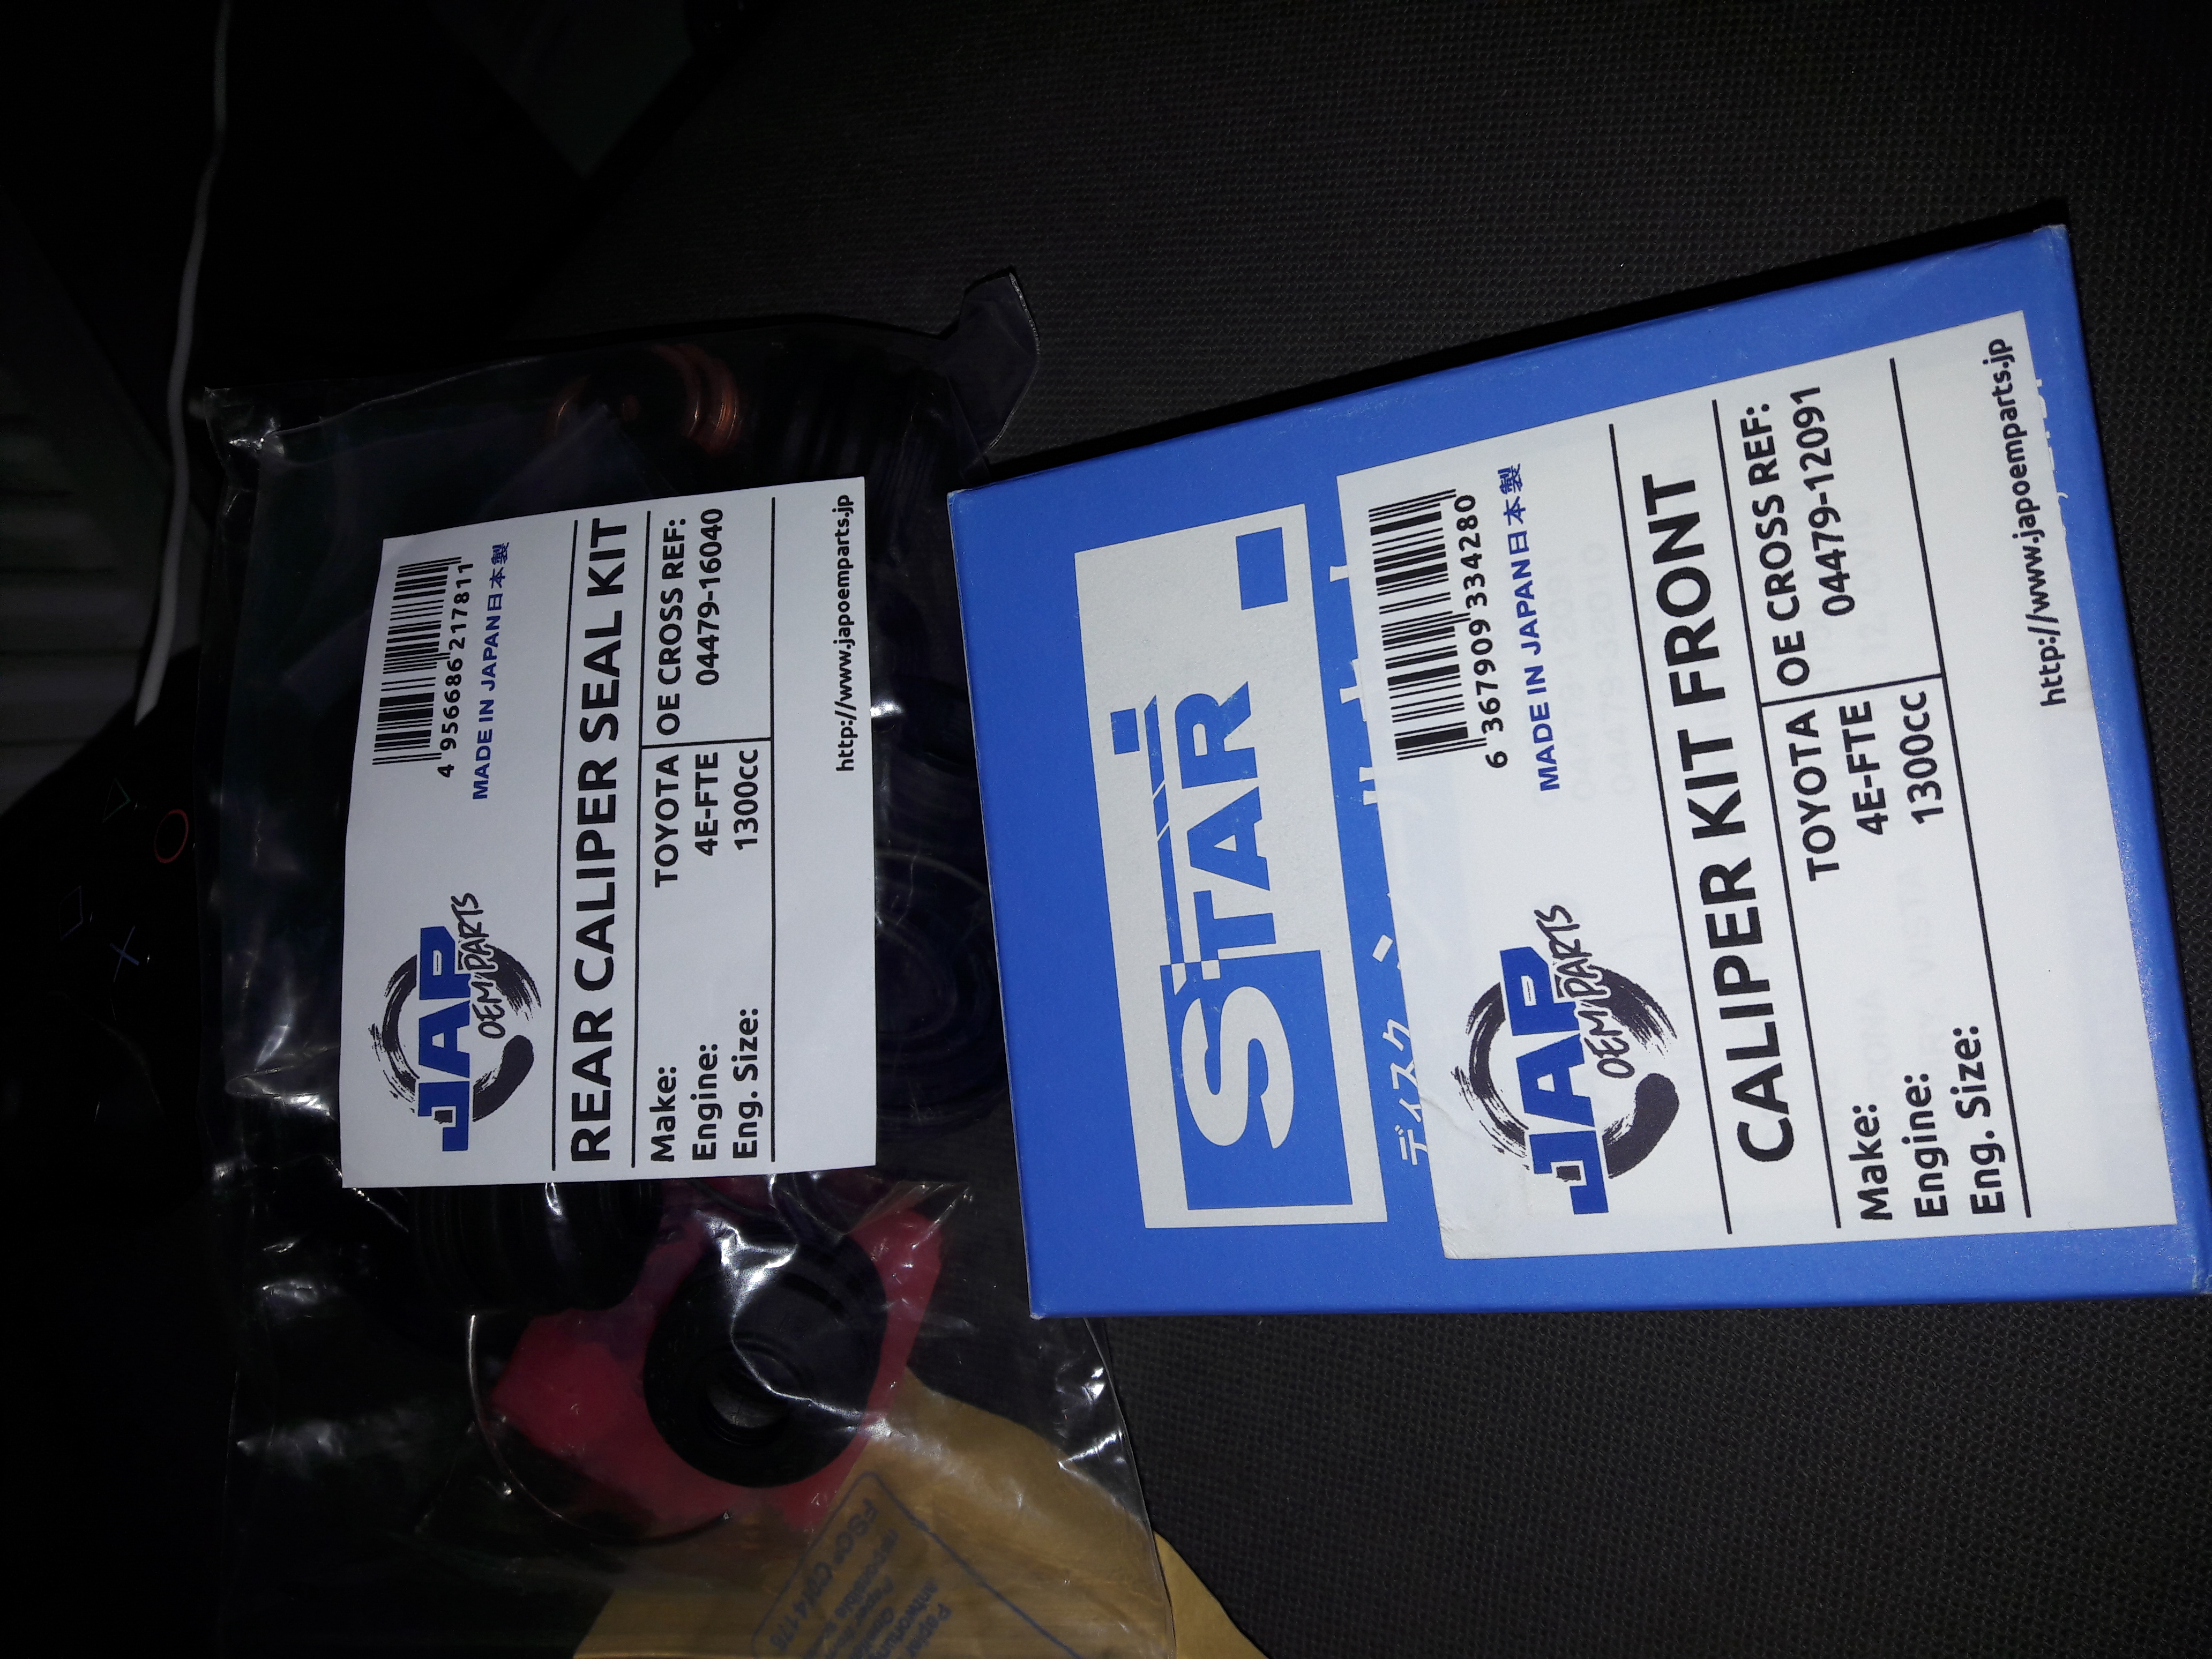 JAP
OEM PARTS
4 956686 217811
MADE IN JAPAN日本製
REAR CALIPER SEAL KIT
Make: TOYOTA
Engine: 4E-FTE
Eng. Size: 1300cc
OE CROSS REF:
04479-16040
http://www.japoemparts.jp
STAR
ディスク
JAP
OEM PARTS
6 367909 334280
MADE IN JAPAN日本製
CALIPER KIT FRONT
Make: TOYOTA
Engine: 4E-FTE
Eng. Size: 1300cc
OE CROSS REF:
04479-12091
http://www.japoemparts.jp